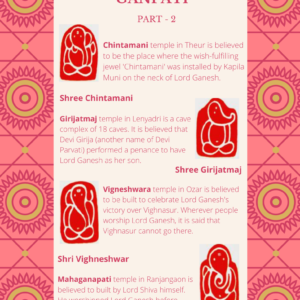 GANPATI
PART - 2
Chintamani temple in Theur is believed
to be the place where the wish-fulfilling
jewel 'Chintamani' was installed by Kapila
Muni on the neck of Lord Ganesh.
Shree Chintamani
Girijatmaj temple in Lenyadri is a cave
complex of 18 caves. It is believed that
Devi Girija (another name of Devi
Parvati) performed a penance to have
Lord Ganesh as her son.
Shree Girijatmaj
Vigneshwara temple in Ozar is believed
to be built to celebrate Lord Ganesh's
victory over Vighnasur. Wherever people
worship Lord Ganesh, it is said that
Vighnasur cannot go there.
Shri Vighneshwar
Mahaganapati temple in Ranjangaon is
believed to built by Lord Shiva himself.